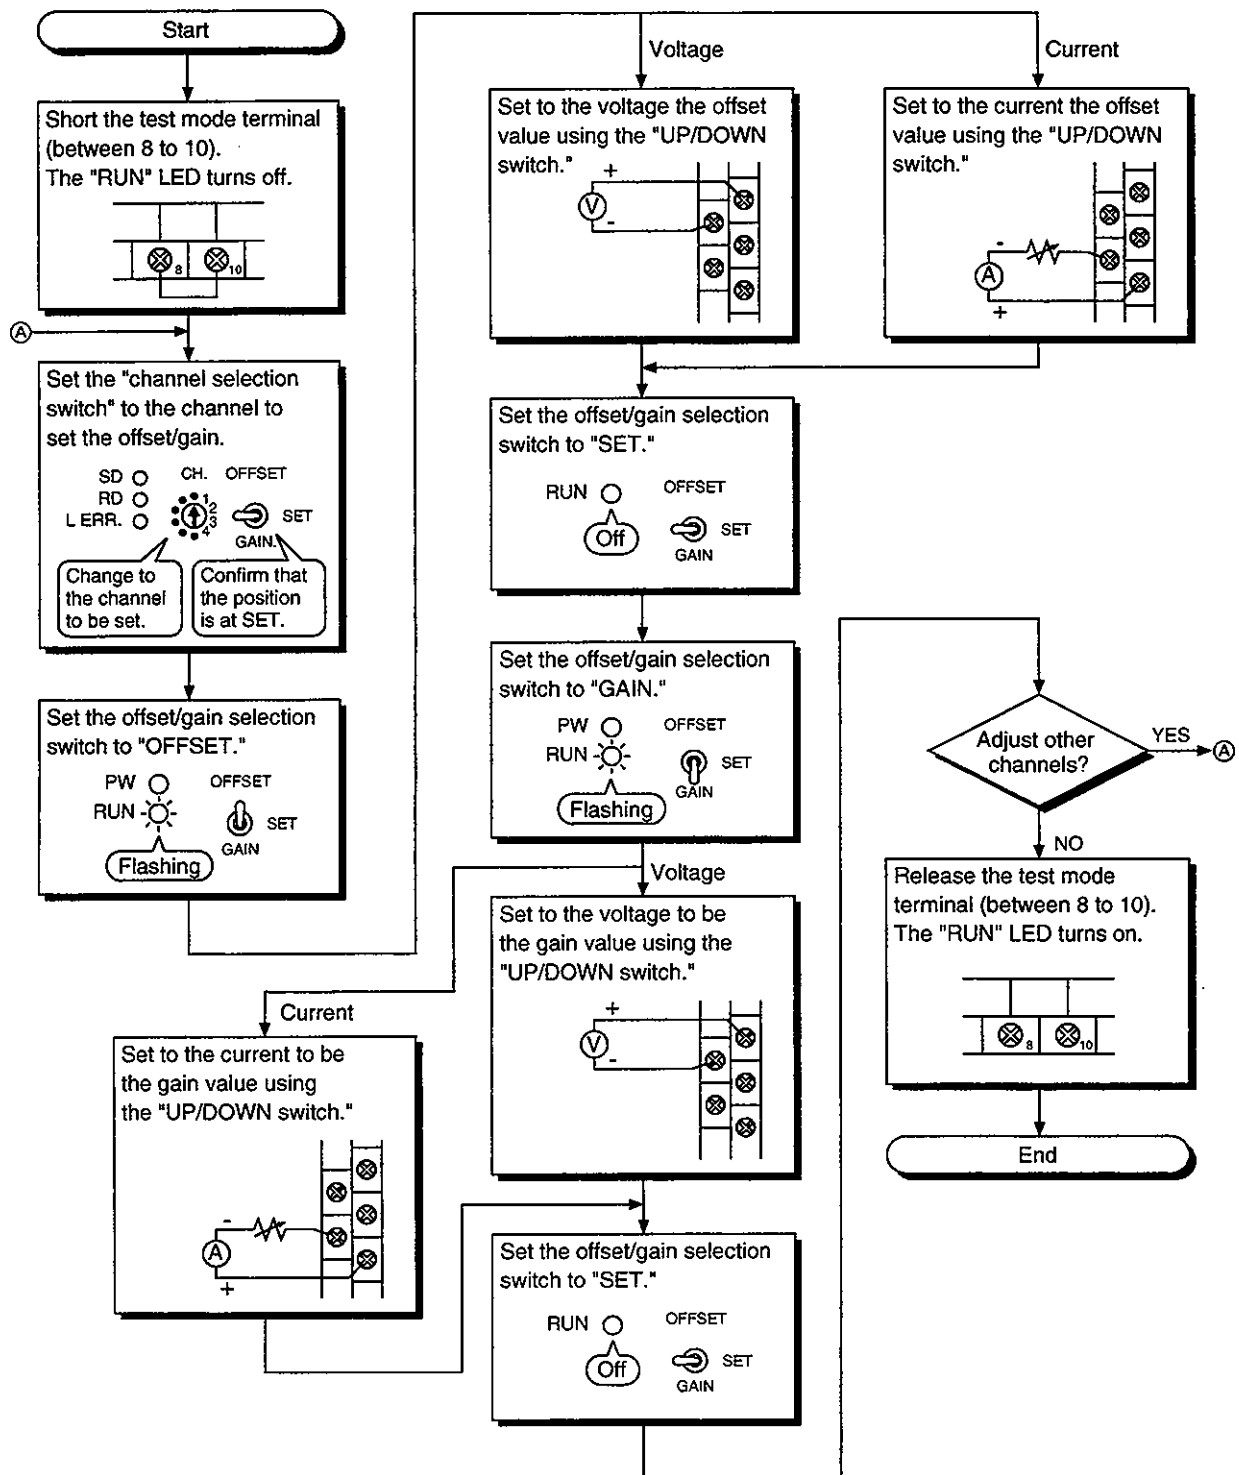 Start
Short the test mode terminal
(between 8 to 10).
The "RUN" LED turns off.
8
10
A
Set the "channel selection
switch" to the channel to
set the offset/gain.
SD
CH.
OFFSET
RD
L ERR.
1
2
3
4
SET
GAIN.
Change to
the channel
to be set.
Confirm that
the position
is at SET.
Set the offset/gain selection
switch to "OFFSET."
PW
OFFSET
RUN
SET
GAIN
Flashing
Voltage
Set to the voltage the offset
value using the "UP/DOWN
switch."
+
V
-
Current
Set to the current the offset
value using the "UP/DOWN
switch."
-
A
+
Set the offset/gain selection
switch to "SET."
RUN
OFFSET
Off
SET
GAIN
Set the offset/gain selection
switch to "GAIN."
PW
OFFSET
RUN
SET
GAIN
Flashing
Voltage
Set to the voltage to be
the gain value using the
"UP/DOWN switch."
+
V
-
Current
Set to the current to be
the gain value using
the "UP/DOWN switch."
-
A
+
Set the offset/gain selection
switch to "SET."
RUN
OFFSET
Off
SET
GAIN
Adjust other
channels?
YES
A
NO
Release the test mode
terminal (between 8 to 10).
The "RUN" LED turns on.
8
10
End